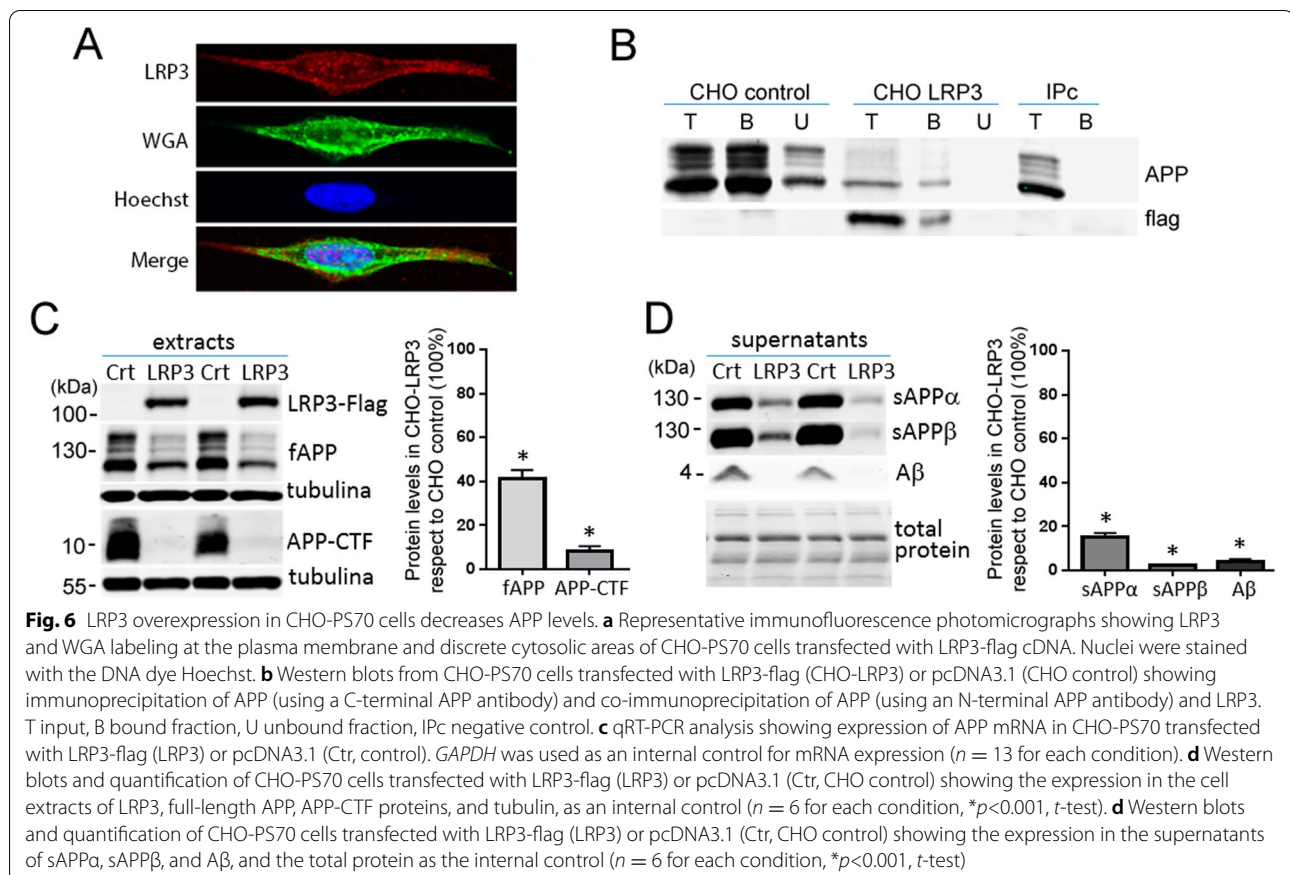 A
LRP3
WGA
Hoechst
Merge
B
CHO control CHO LRP3 IPc
T B U T B U T B
APP
flag
C
extracts
(kDa) Crt LRP3 Crt LRP3
100- LRP3-Flag
130- fAPP
tubulina
10- APP-CTF
55- tubulina
Protein levels in CHO-LRP3
respect to CHO control (100%)
100
80
60
40
20
0
* *
fAPP APP-CTF
D
supernatants
(kDa) Crt LRP3 Crt LRP3
130- sAPPα
130- sAPPβ
4- Aβ
total
protein
Protein levels in CHO-LRP3
respect to CHO control (100%)
100
80
60
40
20
0
* * *
sAPPα sAPPβ Aβ
Fig. 6 LRP3 overexpression in CHO-PS70 cells decreases APP levels. a Representative immunofluorescence photomicrographs showing LRP3
and WGA labeling at the plasma membrane and discrete cytosolic areas of CHO-PS70 cells transfected with LRP3-flag cDNA. Nuclei were stained
with the DNA dye Hoechst. b Western blots from CHO-PS70 cells transfected with LRP3-flag (CHO-LRP3) or pcDNA3.1 (CHO control) showing
immunoprecipitation of APP (using a C-terminal APP antibody) and co-immunoprecipitation of APP (using an N-terminal APP antibody) and LRP3.
T input, B bound fraction, U unbound fraction, IPc negative control. c qRT-PCR analysis showing expression of APP mRNA in CHO-PS70 transfected
with LRP3-flag (LRP3) or pcDNA3.1 (Ctr, control). GAPDH was used as an internal control for mRNA expression (n = 13 for each condition). d Western
blots and quantification of CHO-PS70 cells transfected with LRP3-flag (LRP3) or pcDNA3.1 (Ctr, CHO control) showing the expression in the cell
extracts of LRP3, full-length APP, APP-CTF proteins, and tubulin, as an internal control (n = 6 for each condition, *p<0.001, t-test). d Western blots
and quantification of CHO-PS70 cells transfected with LRP3-flag (LRP3) or pcDNA3.1 (Ctr, CHO control) showing the expression in the supernatants
of sAPPα, sAPPβ, and Aβ, and the total protein as the internal control (n = 6 for each condition, *p<0.001, t-test)